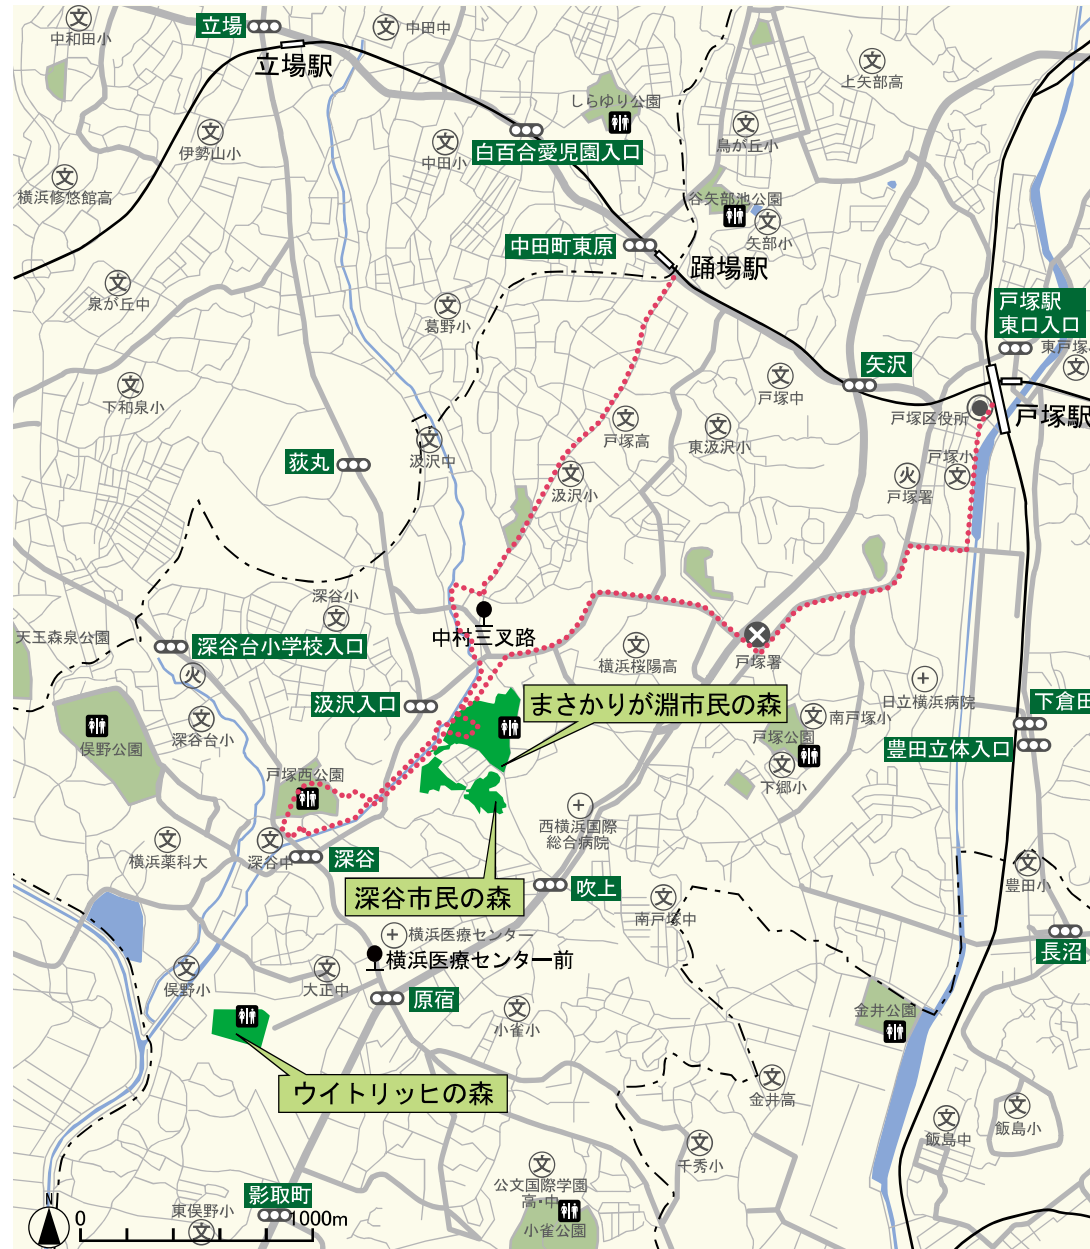 中和田小
立場
中田中
立場駅
上矢部高
しらゆり公園
伊勢山小
中田小
白百合愛児園入口
鳥が丘小
横浜修悠館高
谷矢部池公園
矢部小
中田町東原
踊場駅
泉が丘中
葛野小
戸塚駅
東口入口
東戸塚
矢沢
下和泉小
戸塚中
戸塚区役所
戸塚駅
戸塚高
東汲沢小
戸塚小
荻丸
汲沢中
汲沢小
火
戸塚署
深谷小
天王森泉公園
深谷台小学校入口
中村三叉路
横浜桜陽高
戸塚署
火
日立横浜病院
まさかりが淵市民の森
下倉田
汲沢入口
南戸塚小
戸塚公園
俣野公園
深谷台小
豊田立体入口
戸塚西公園
下郷小
西横浜国際
総合病院
横浜薬科大
深谷中
深谷
吹上
豊田小
深谷市民の森
南戸塚中
横浜医療センター
横浜医療センター前
長沼
俣野小
大正中
原宿
小雀小
金井公園
ウイトリッヒの森
金井高
飯島中
飯島小
千秀小
公文国際学園
高・中
影取町
東俣野小
小雀公園
N
0
1000m